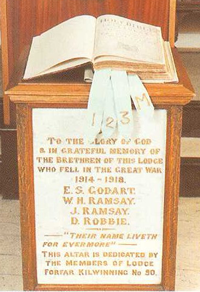 HOLY BIBLE
1 2 3 M
TO THE GLORY OF GOD
& IN GRATEFUL MEMORY OF
THE BRETHREN OF THIS LODGE
WHO FELL IN THE GREAT WAR
1914-1918.
E. S. GODART.
W. H. RAMSAY.
J. RAMSAY.
D. ROBBIE.
—"THEIR NAME LIVETH
FOR EVERMORE"—
THIS ALTAR IS DEDICATED BY
THE MEMBERS OF LODGE
FORFAR KILWINNING No 90.